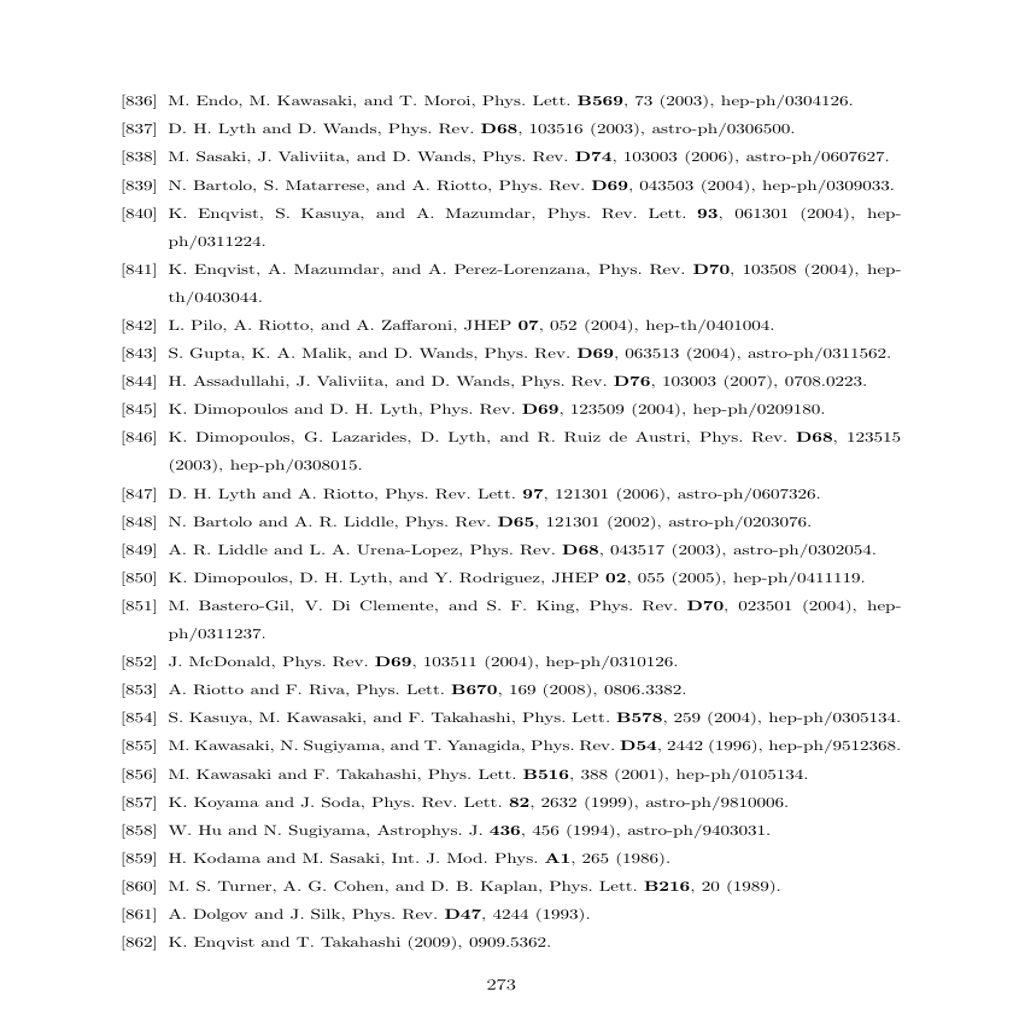 [836] M. Endo, M. Kawasaki, and T. Moroi, Phys. Lett. B569, 73 (2003), hep-ph/0304126.
[837] D. H. Lyth and D. Wands, Phys. Rev. D68, 103516 (2003), astro-ph/0306500.
[838] M. Sasaki, J. Valiviita, and D. Wands, Phys. Rev. D74, 103003 (2006), astro-ph/0607627.
[839] N. Bartolo, S. Matarrese, and A. Riotto, Phys. Rev. D69, 043503 (2004), hep-ph/0309033.
[840] K. Enqvist, S. Kasuya, and A. Mazumdar, Phys. Rev. Lett. 93, 061301 (2004), hep-
ph/0311224.
[841] K. Enqvist, A. Mazumdar, and A. Perez-Lorenzana, Phys. Rev. D70, 103508 (2004), hep-
th/0403044.
[842] L. Pilo, A. Riotto, and A. Zaffaroni, JHEP 07, 052 (2004), hep-th/0401004.
[843] S. Gupta, K. A. Malik, and D. Wands, Phys. Rev. D69, 063513 (2004), astro-ph/0311562.
[844] H. Assadullahi, J. Valiviita, and D. Wands, Phys. Rev. D76, 103003 (2007), 0708.0223.
[845] K. Dimopoulos and D. H. Lyth, Phys. Rev. D69, 123509 (2004), hep-ph/0209180.
[846] K. Dimopoulos, G. Lazarides, D. Lyth, and R. Ruiz de Austri, Phys. Rev. D68, 123515
(2003), hep-ph/0308015.
[847] D. H. Lyth and A. Riotto, Phys. Rev. Lett. 97, 121301 (2006), astro-ph/0607326.
[848] N. Bartolo and A. R. Liddle, Phys. Rev. D65, 121301 (2002), astro-ph/0203076.
[849] A. R. Liddle and L. A. Urena-Lopez, Phys. Rev. D68, 043517 (2003), astro-ph/0302054.
[850] K. Dimopoulos, D. H. Lyth, and Y. Rodriguez, JHEP 02, 055 (2005), hep-ph/0411119.
[851] M. Bastero-Gil, V. Di Clemente, and S. F. King, Phys. Rev. D70, 023501 (2004), hep-
ph/0311237.
[852] J. McDonald, Phys. Rev. D69, 103511 (2004), hep-ph/0310126.
[853] A. Riotto and F. Riva, Phys. Lett. B670, 169 (2008), 0806.3382.
[854] S. Kasuya, M. Kawasaki, and F. Takahashi, Phys. Lett. B578, 259 (2004), hep-ph/0305134.
[855] M. Kawasaki, N. Sugiyama, and T. Yanagida, Phys. Rev. D54, 2442 (1996), hep-ph/9512368.
[856] M. Kawasaki and F. Takahashi, Phys. Lett. B516, 388 (2001), hep-ph/0105134.
[857] K. Koyama and J. Soda, Phys. Rev. Lett. 82, 2632 (1999), astro-ph/9810006.
[858] W. Hu and N. Sugiyama, Astrophys. J. 436, 456 (1994), astro-ph/9403031.
[859] H. Kodama and M. Sasaki, Int. J. Mod. Phys. A1, 265 (1986).
[860] M. S. Turner, A. G. Cohen, and D. B. Kaplan, Phys. Lett. B216, 20 (1989).
[861] A. Dolgov and J. Silk, Phys. Rev. D47, 4244 (1993).
[862] K. Enqvist and T. Takahashi (2009), 0909.5362.
273